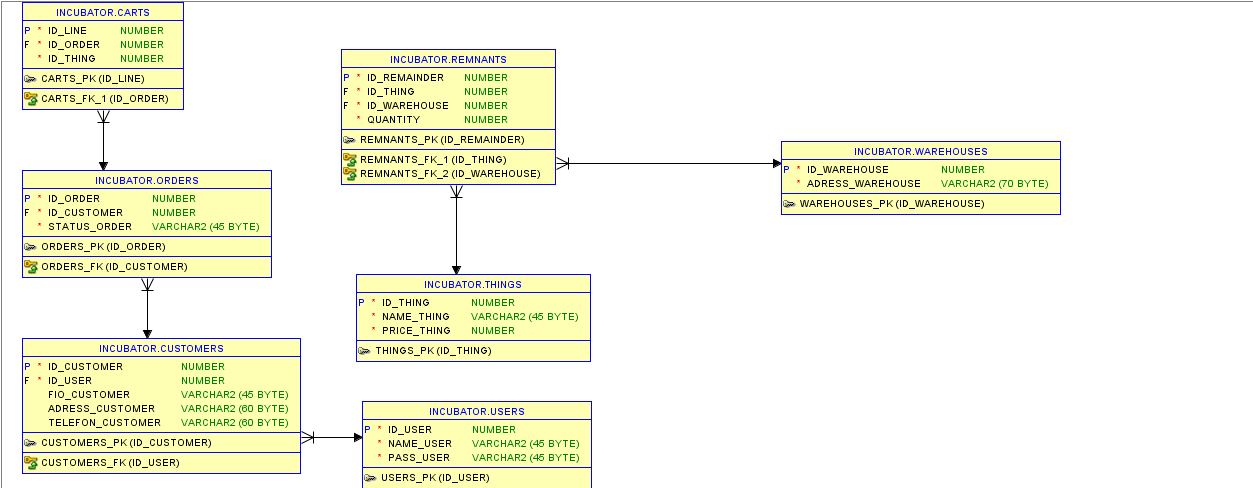 INCUBATOR.CARTS
P * ID_LINE NUMBER
F * ID_ORDER NUMBER
* ID_THING NUMBER
CARTS_PK (ID_LINE)
CARTS_FK_1 (ID_ORDER)
INCUBATOR.ORDERS
P * ID_ORDER NUMBER
F * ID_CUSTOMER NUMBER
* STATUS_ORDER VARCHAR2 (45 BYTE)
ORDERS_PK (ID_ORDER)
ORDERS_FK (ID_CUSTOMER)
INCUBATOR.CUSTOMERS
P * ID_CUSTOMER NUMBER
F * ID_USER NUMBER
FIO_CUSTOMER VARCHAR2 (45 BYTE)
ADRESS_CUSTOMER VARCHAR2 (60 BYTE)
TELEFON_CUSTOMER VARCHAR2 (60 BYTE)
CUSTOMERS_PK (ID_CUSTOMER)
CUSTOMERS_FK (ID_USER)
INCUBATOR.REMNANTS
P * ID_REMAINDER NUMBER
F * ID_THING NUMBER
F * ID_WAREHOUSE NUMBER
* QUANTITY NUMBER
REMNANTS_PK (ID_REMAINDER)
REMNANTS_FK_1 (ID_THING)
REMNANTS_FK_2 (ID_WAREHOUSE)
INCUBATOR.THINGS
P * ID_THING NUMBER
* NAME_THING VARCHAR2 (45 BYTE)
* PRICE_THING NUMBER
THINGS_PK (ID_THING)
INCUBATOR.USERS
P * ID_USER NUMBER
* NAME_USER VARCHAR2 (45 BYTE)
* PASS_USER VARCHAR2 (45 BYTE)
USERS_PK (ID_USER)
INCUBATOR.WAREHOUSES
P * ID_WAREHOUSE NUMBER
* ADRESS_WAREHOUSE VARCHAR2 (70 BYTE)
WAREHOUSES_PK (ID_WAREHOUSE)